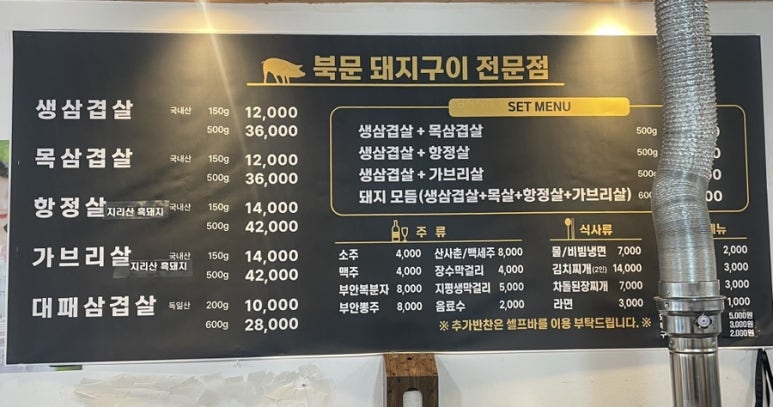 북문 돼지구이 전문점
생삼겹살 국내산 150g 12,000
500g 36,000
목삼겹살 국내산 150g 12,000
500g 36,000
항정살 지리산 흑돼지 국내산 150g 14,000
500g 42,000
가브리살 지리산 흑돼지 국내산 150g 14,000
500g 42,000
대패삼겹살 독일산 200g 10,000
600g 28,000
SET MENU
생삼겹살 + 목삼겹살 500g
생삼겹살 + 항정살 500g
생삼겹살 + 가브리살 500g
돼지 모듬(생삼겹살+목살+항정살+가브리살)
주류
소주 4,000 산사춘/백세주 8,000
맥주 4,000 장수막걸리 4,000
부안복분자 8,000 지평생막걸리 5,000
부안뽕주 8,000 음료수 2,000
식사류
물/비빔냉면 7,000
김치찌개(2인) 14,000
차돌된장찌개 7,000
라면 3,000
2,000
3,000
3,000
1,000
5,000원
3,000원
2,000원
※ 추가반찬은 셀프바를 이용 부탁드립니다. ※